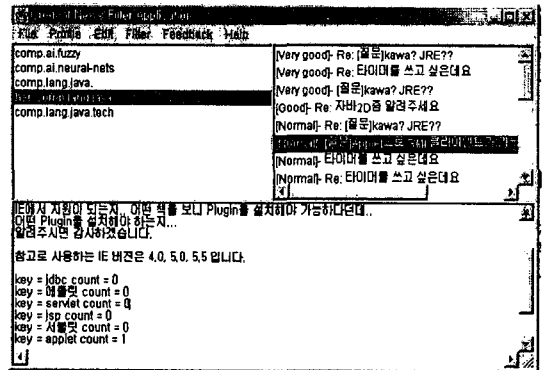 News Filter
File Profile Edit Filter Feedback Help
comp.ai.fuzzy
comp.ai.neural-nets
comp.lang.java.
comp.lang.java.tech
[Very good]- Re: [질문]kawa? JRE??
[Very good]- Re: 타이머를 쓰고 싶은데요
[Very good]- [질문]kawa? JRE??
[Good]- Re: 자바2D좀 알려주세요
[Normal]- Re: [질문]kawa? JRE??
[Normal]- 타이머를 쓰고 싶은데요
[Normal]- Re: 타이머를 쓰고 싶은데요
IE에서 지원이 되는지.. 어떤 책을 보니 Plugin을 설치해야 가능하다던데..
어떤 Plugin을 설치해야 하는지...
알려주시면 감사하겠습니다.
참고로 사용하는 IE 버젼은 4.0, 5.0, 5.5 입니다.
key = jdbc count = 0
key = 애플릿 count = 0
key = servlet count = 0
key = jsp count = 0
key = 서블릿 count = 0
key = applet count = 1